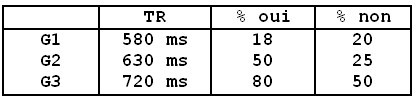 TR % oui % non
G1 580 ms 18 20
G2 630 ms 50 25
G3 720 ms 80 50